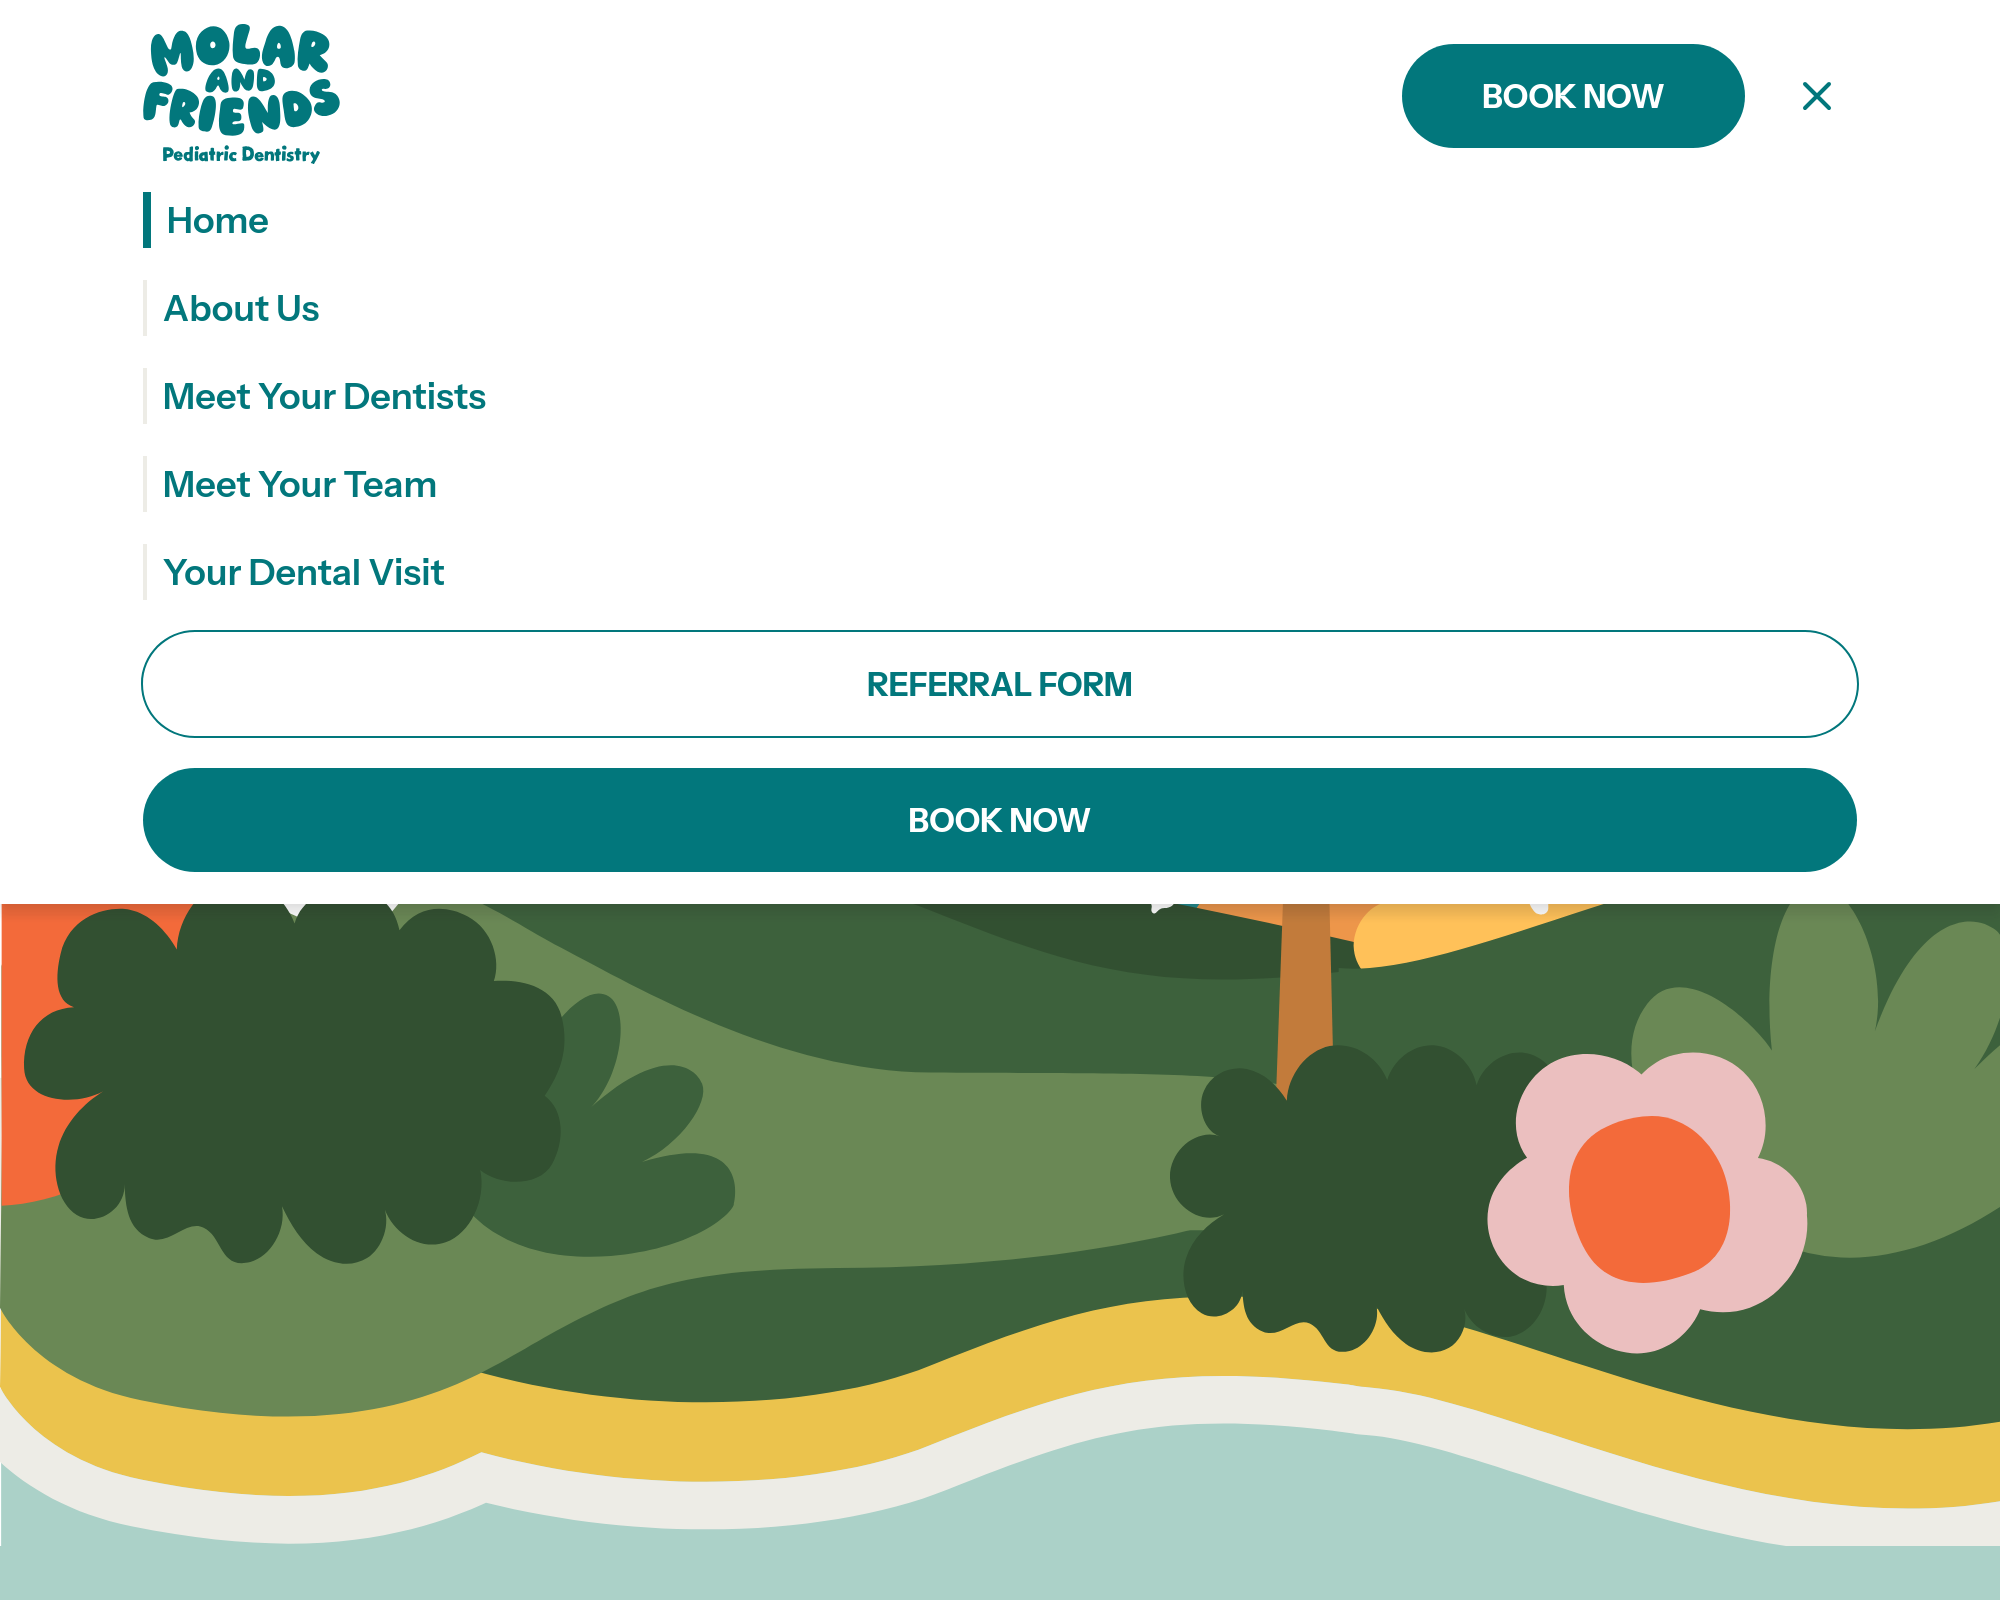 MOLAR
AND
FRIENDS
Pediatric Dentistry
BOOK NOW
Home
About Us
Meet Your Dentists
Meet Your Team
Your Dental Visit
REFERRAL FORM
BOOK NOW